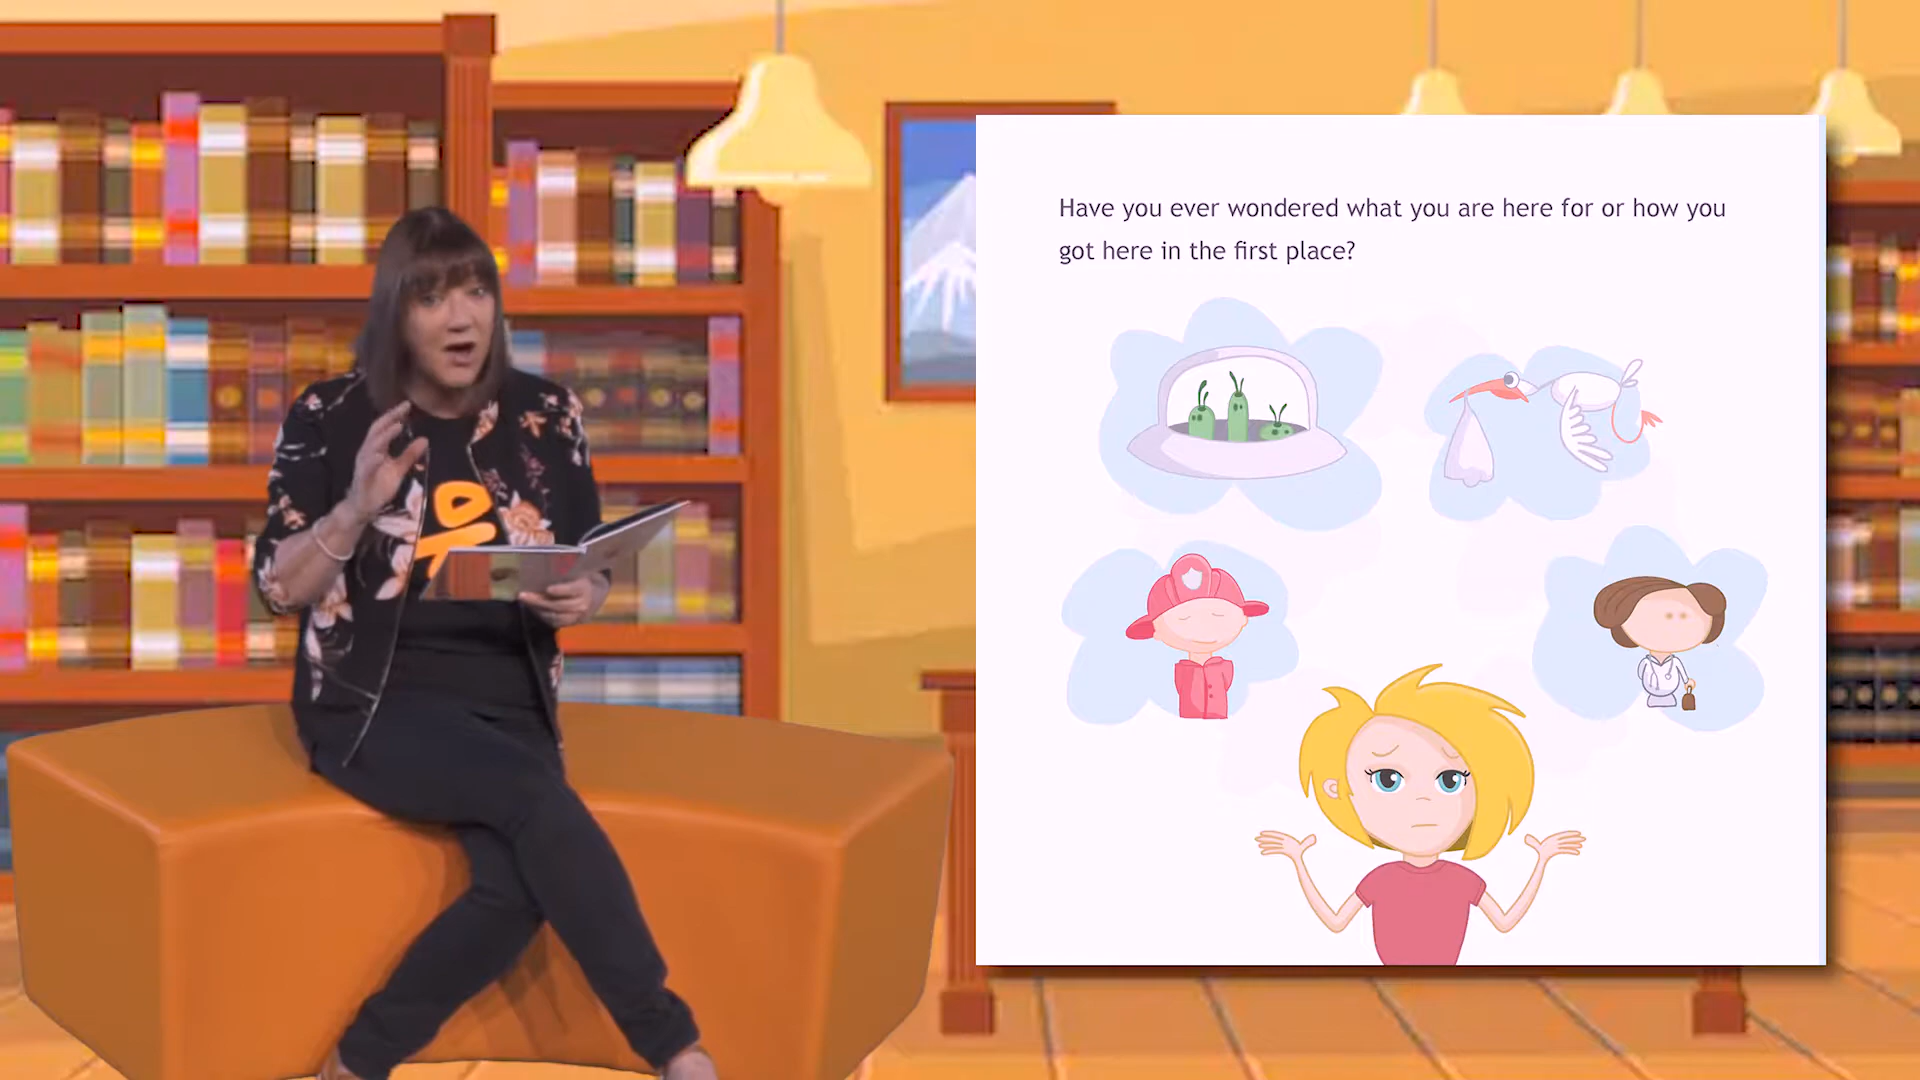 Have you ever wondered what you are here for or how you
got here in the first place?